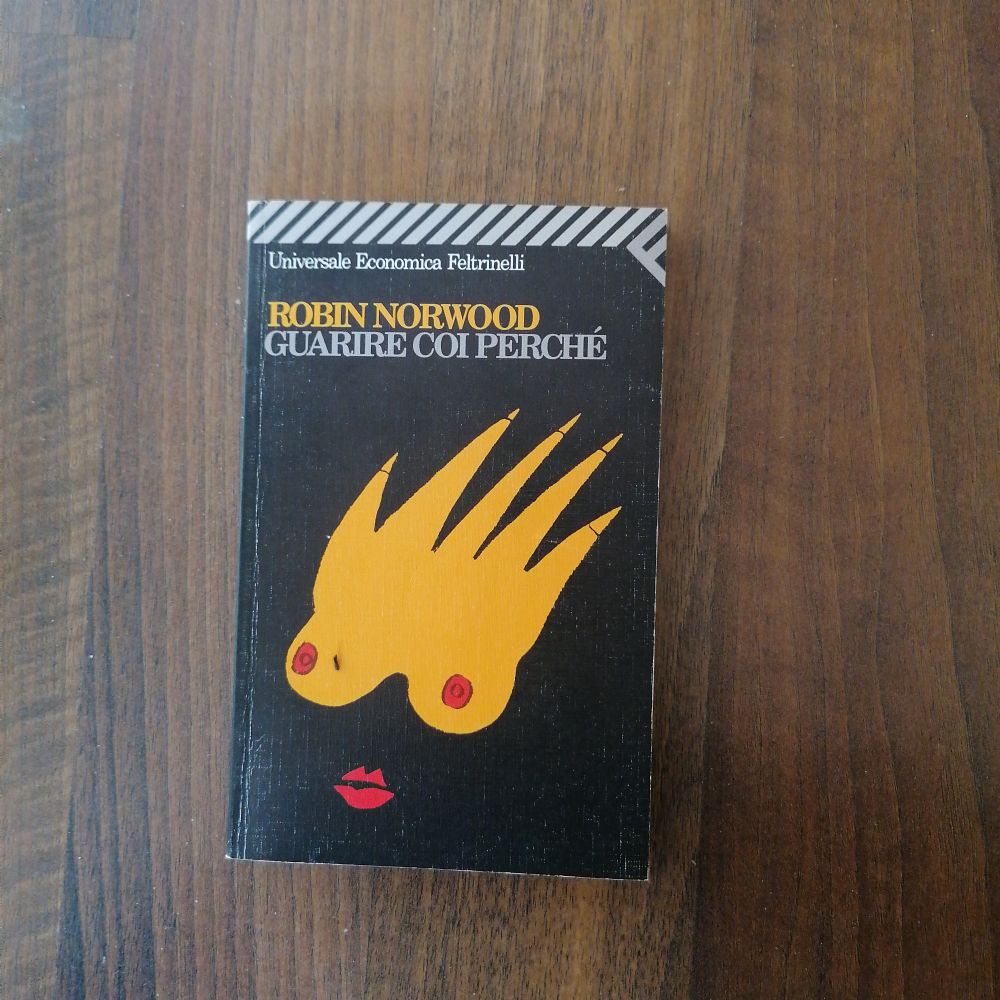 Universale Economica Feltrinelli
ROBIN NORWOOD
GUARIRE COI PERCHÉ